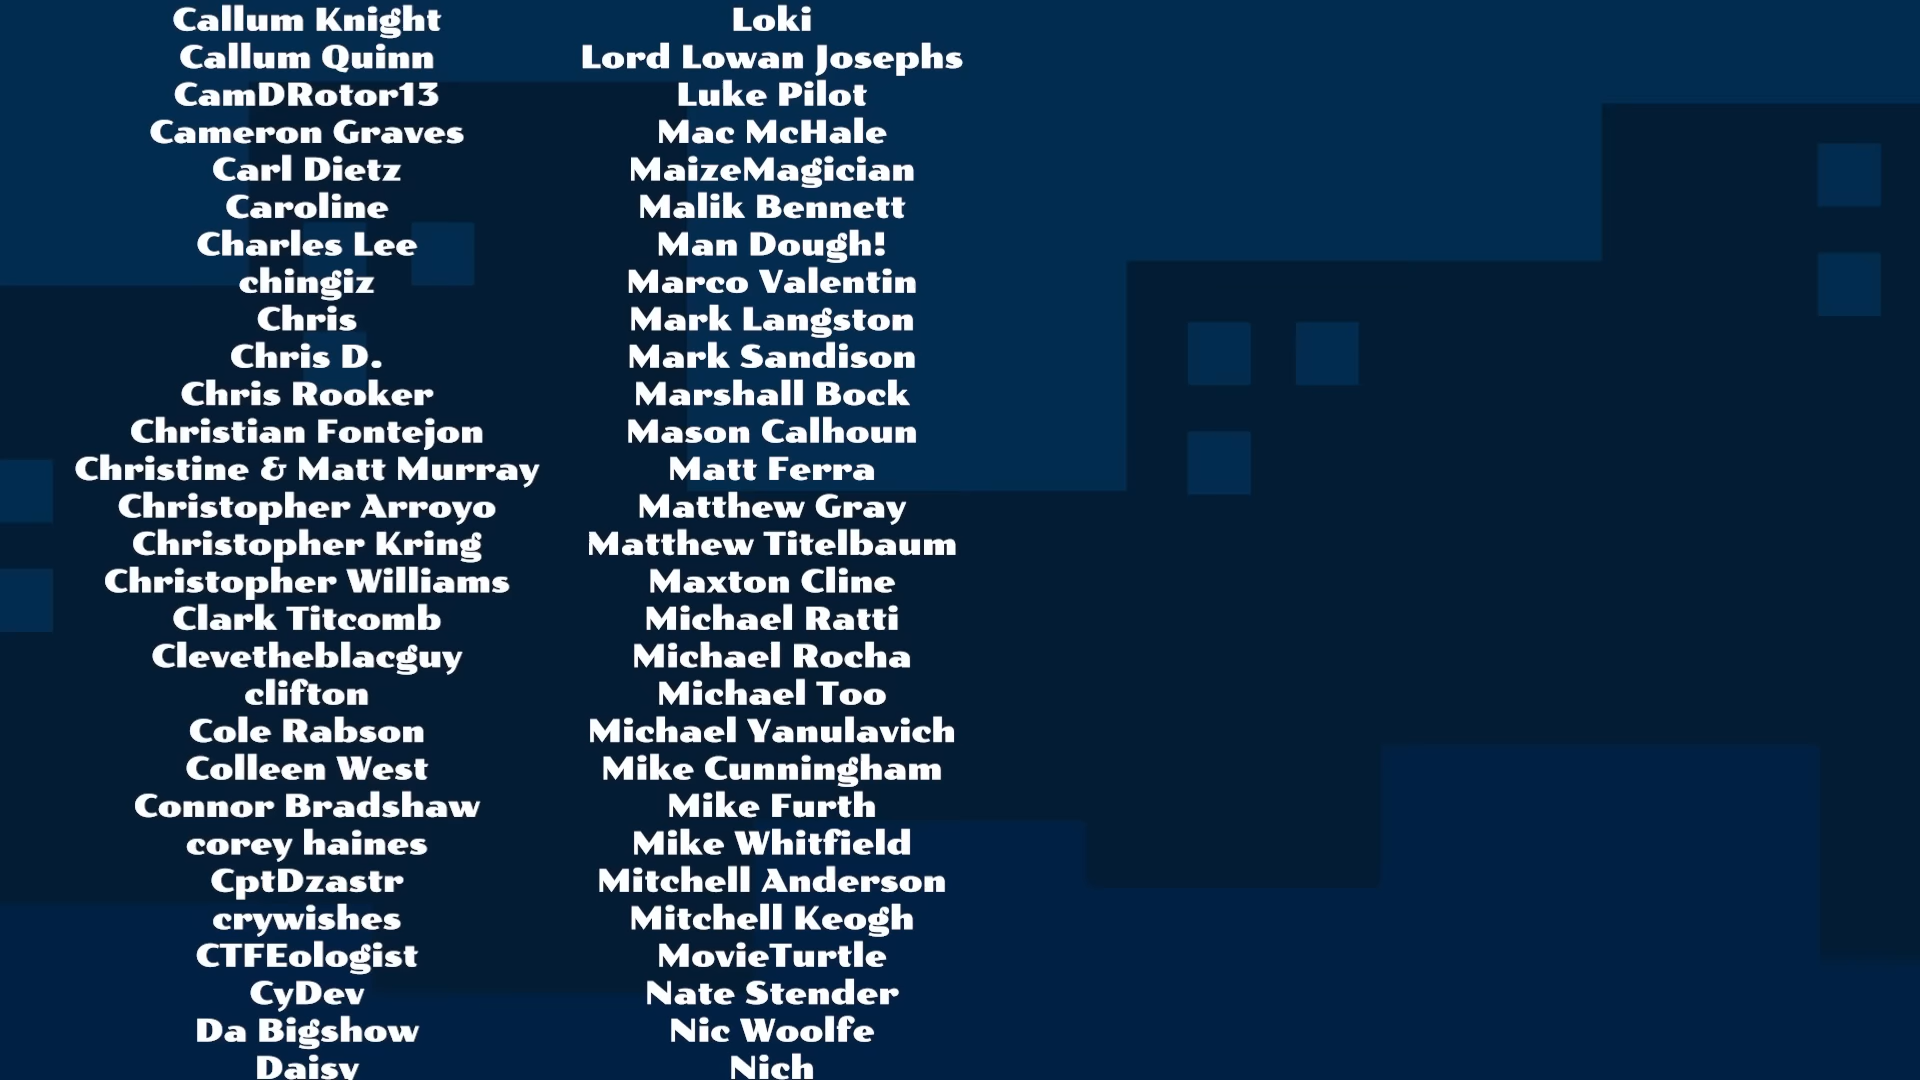 Callum Knight
Callum Quinn
CamDRotor13
Cameron Graves
Carl Dietz
Caroline
Charles Lee
chingiz
Chris
Chris D.
Chris Rooker
Christian Fontejon
Christine & Matt Murray
Christopher Arroyo
Christopher Kring
Christopher Williams
Clark Titcomb
Clevetheblacguy
clifton
Cole Rabson
Colleen West
Connor Bradshaw
corey haines
CptDzastr
crywishes
CTFEologist
CyDev
Da Bigshow
Daisy
Loki
Lord Lowan Josephs
Luke Pilot
Mac McHale
MaizeMagician
Malik Bennett
Man Dough!
Marco Valentin
Mark Langston
Mark Sandison
Marshall Bock
Mason Calhoun
Matt Ferra
Matthew Gray
Matthew Titelbaum
Maxton Cline
Michael Ratti
Michael Rocha
Michael Too
Michael Yanulavich
Mike Cunningham
Mike Furth
Mike Whitfield
Mitchell Anderson
Mitchell Keogh
MovieTurtle
Nate Stender
Nic Woolfe
Nich